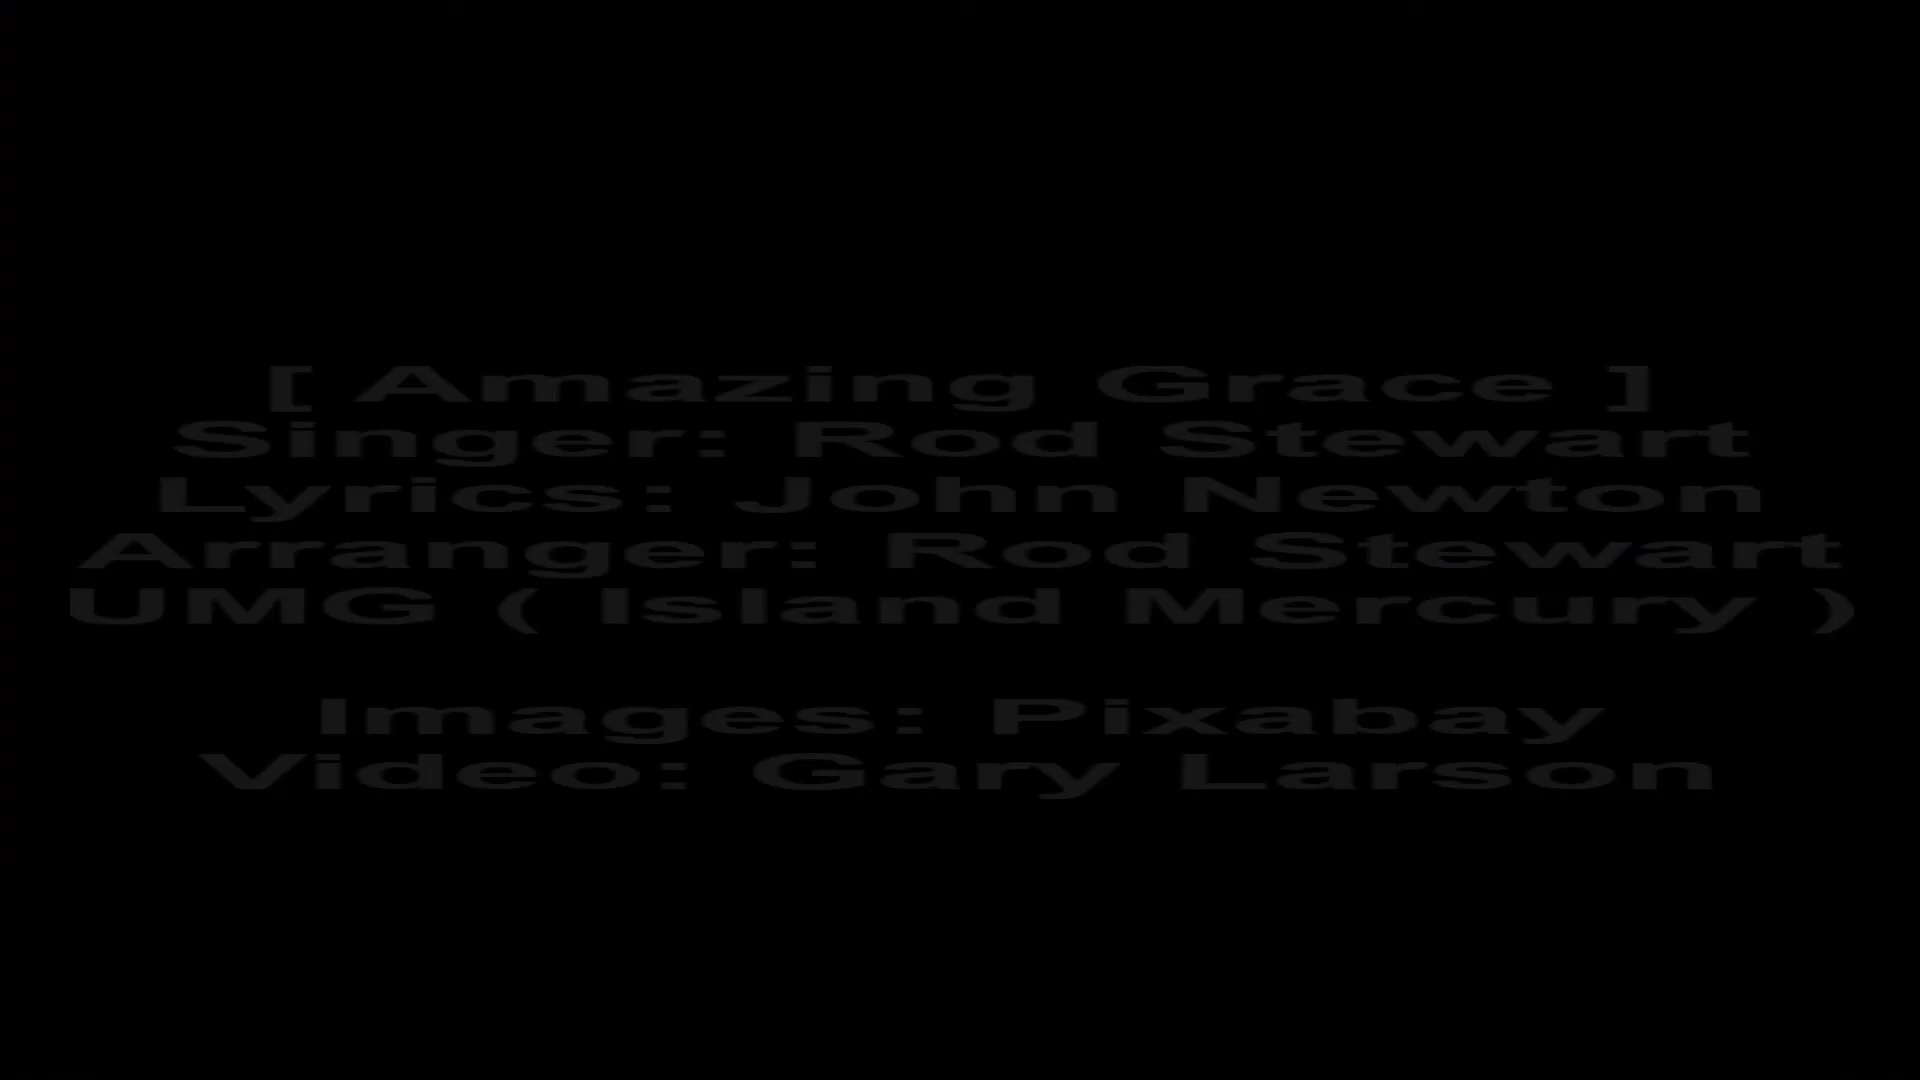 [ Amazing Grace ]
Singer: Rod Stewart
Lyrics: John Newton
Arranger: Rod Stewart
UMG ( Island Mercury )
Images: Pixabay
Video: Gary Larson